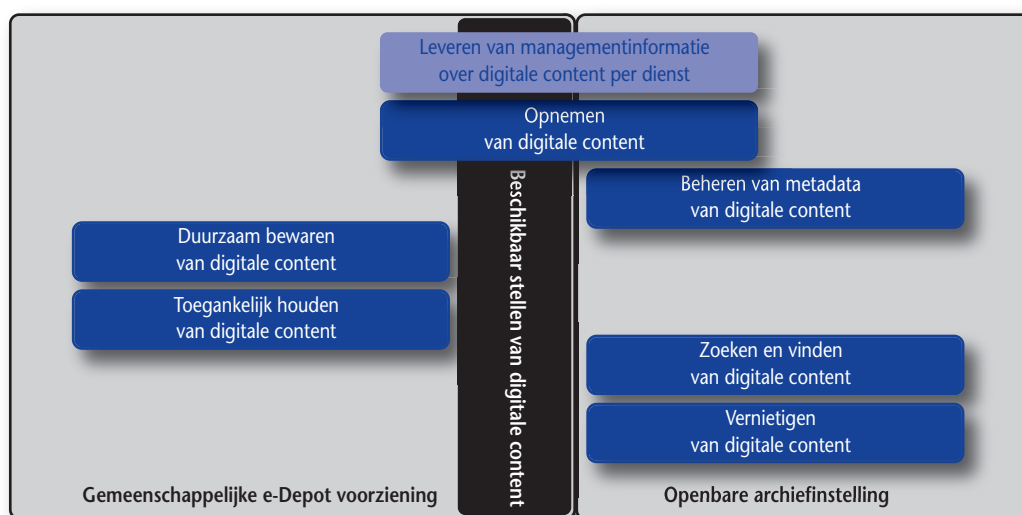 Leveren van managementinformatie
over digitale content per dienst
Opnemen
van digitale content
Beheren van metadata
van digitale content
Duurzaam bewaren
van digitale content
Toegankelijk houden
van digitale content
Beschikbaar stellen van digitale content
Zoeken en vinden
van digitale content
Vernietigen
van digitale content
Gemeenschappelijke e-Depot voorziening
Openbare archiefinstelling